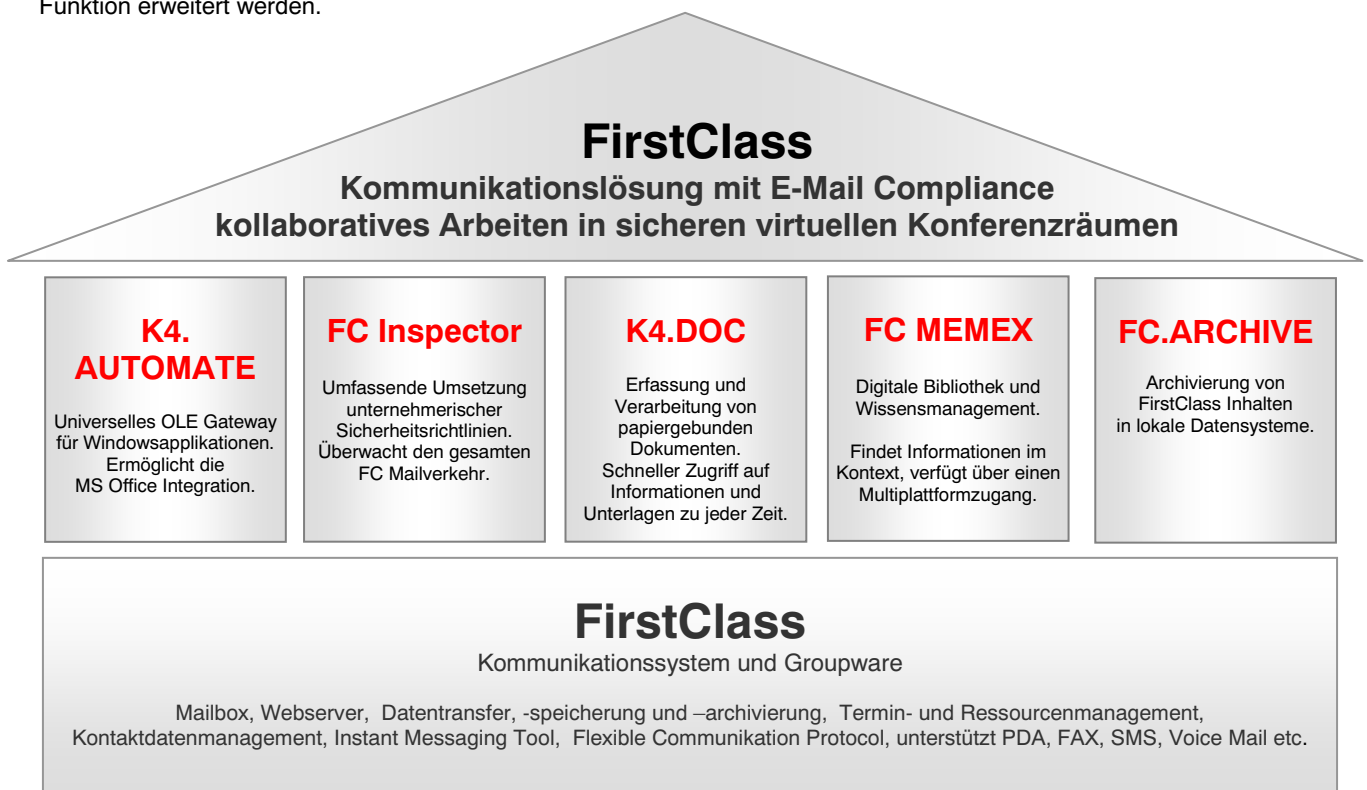 Funktion erweitert werden.
FirstClass
Kommunikationslösung mit E-Mail Compliance
kollaboratives Arbeiten in sicheren virtuellen Konferenzräumen
K4.
AUTOMATE
Universelles OLE Gateway
für Windowsapplikationen.
Ermöglicht die
MS Office Integration.
FC Inspector
Umfassende Umsetzung
unternehmerischer
Sicherheitsrichtlinien.
Überwacht den gesamten
FC Mailverkehr.
K4.DOC
Erfassung und
Verarbeitung von
papiergebunden
Dokumenten.
Schneller Zugriff auf
Informationen und
Unterlagen zu jeder Zeit.
FC MEMEX
Digitale Bibliothek und
Wissensmanagement.
Findet Informationen im
Kontext, verfügt über einen
Multiplattformzugang.
FC.ARCHIVE
Archivierung von
FirstClass Inhalten
in lokale Datensysteme.
FirstClass
Kommunikationssystem und Groupware
Mailbox, Webserver, Datentransfer, -speicherung und –archivierung, Termin- und Ressourcenmanagement,
Kontaktdatenmanagement, Instant Messaging Tool, Flexible Communikation Protocol, unterstützt PDA, FAX, SMS, Voice Mail etc.